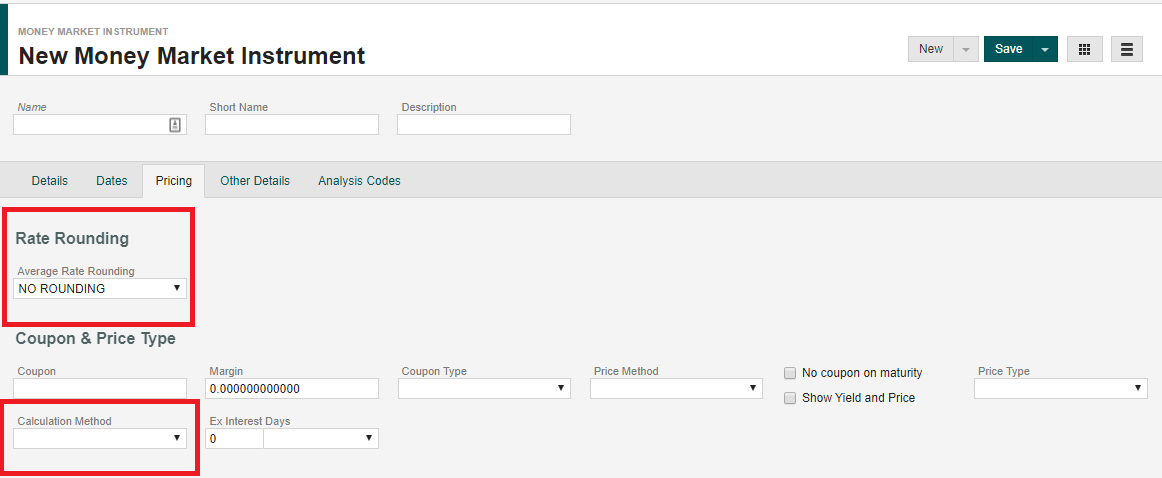 MONEY MARKET INSTRUMENT
New Money Market Instrument
New
Save
Name
Short Name
Description
Details
Dates
Pricing
Other Details
Analysis Codes
Rate Rounding
Average Rate Rounding
NO ROUNDING
Coupon & Price Type
Coupon
Margin
Coupon Type
Price Method
No coupon on maturity
Price Type
0.000000000000
Show Yield and Price
Calculation Method
Ex Interest Days
0